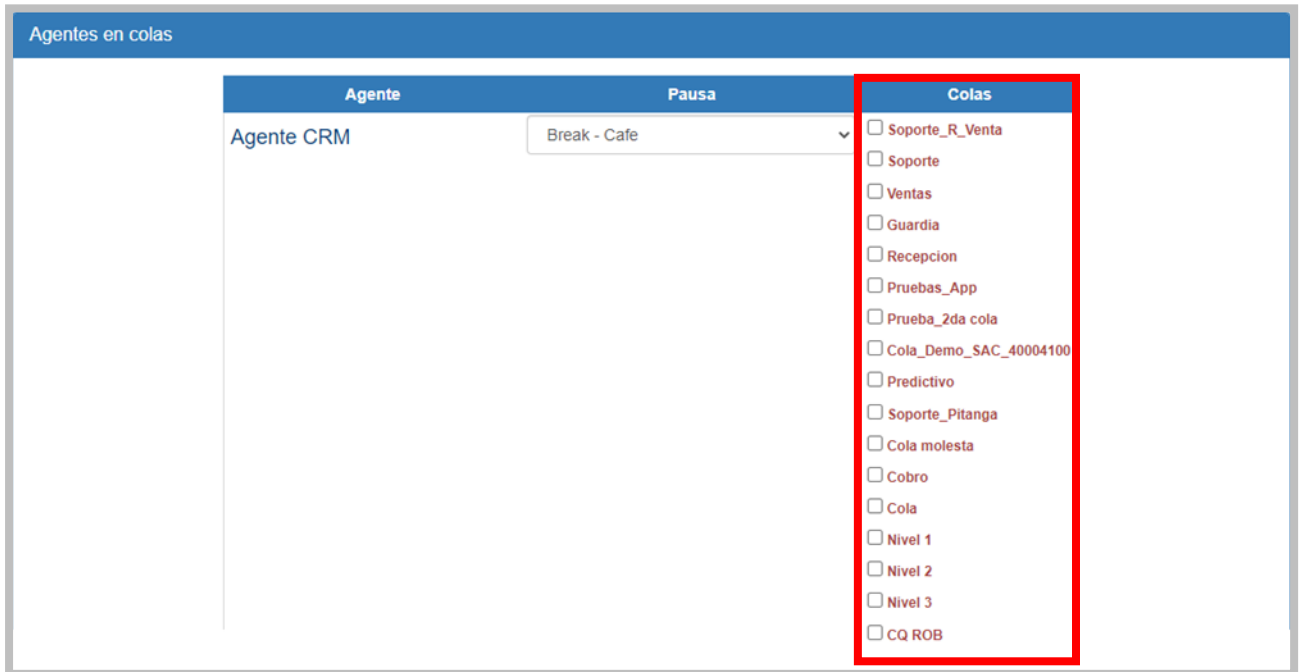 Agentes en colas
Agente Pausa Colas
Agente CRM Break - Cafe Soporte_R_Venta
Soporte
Ventas
Guardia
Recepcion
Pruebas_App
Prueba_2da cola
Cola_Demo_SAC_40004100
Predictivo
Soporte_Pitanga
Cola molesta
Cobro
Cola
Nivel 1
Nivel 2
Nivel 3
CQ ROB